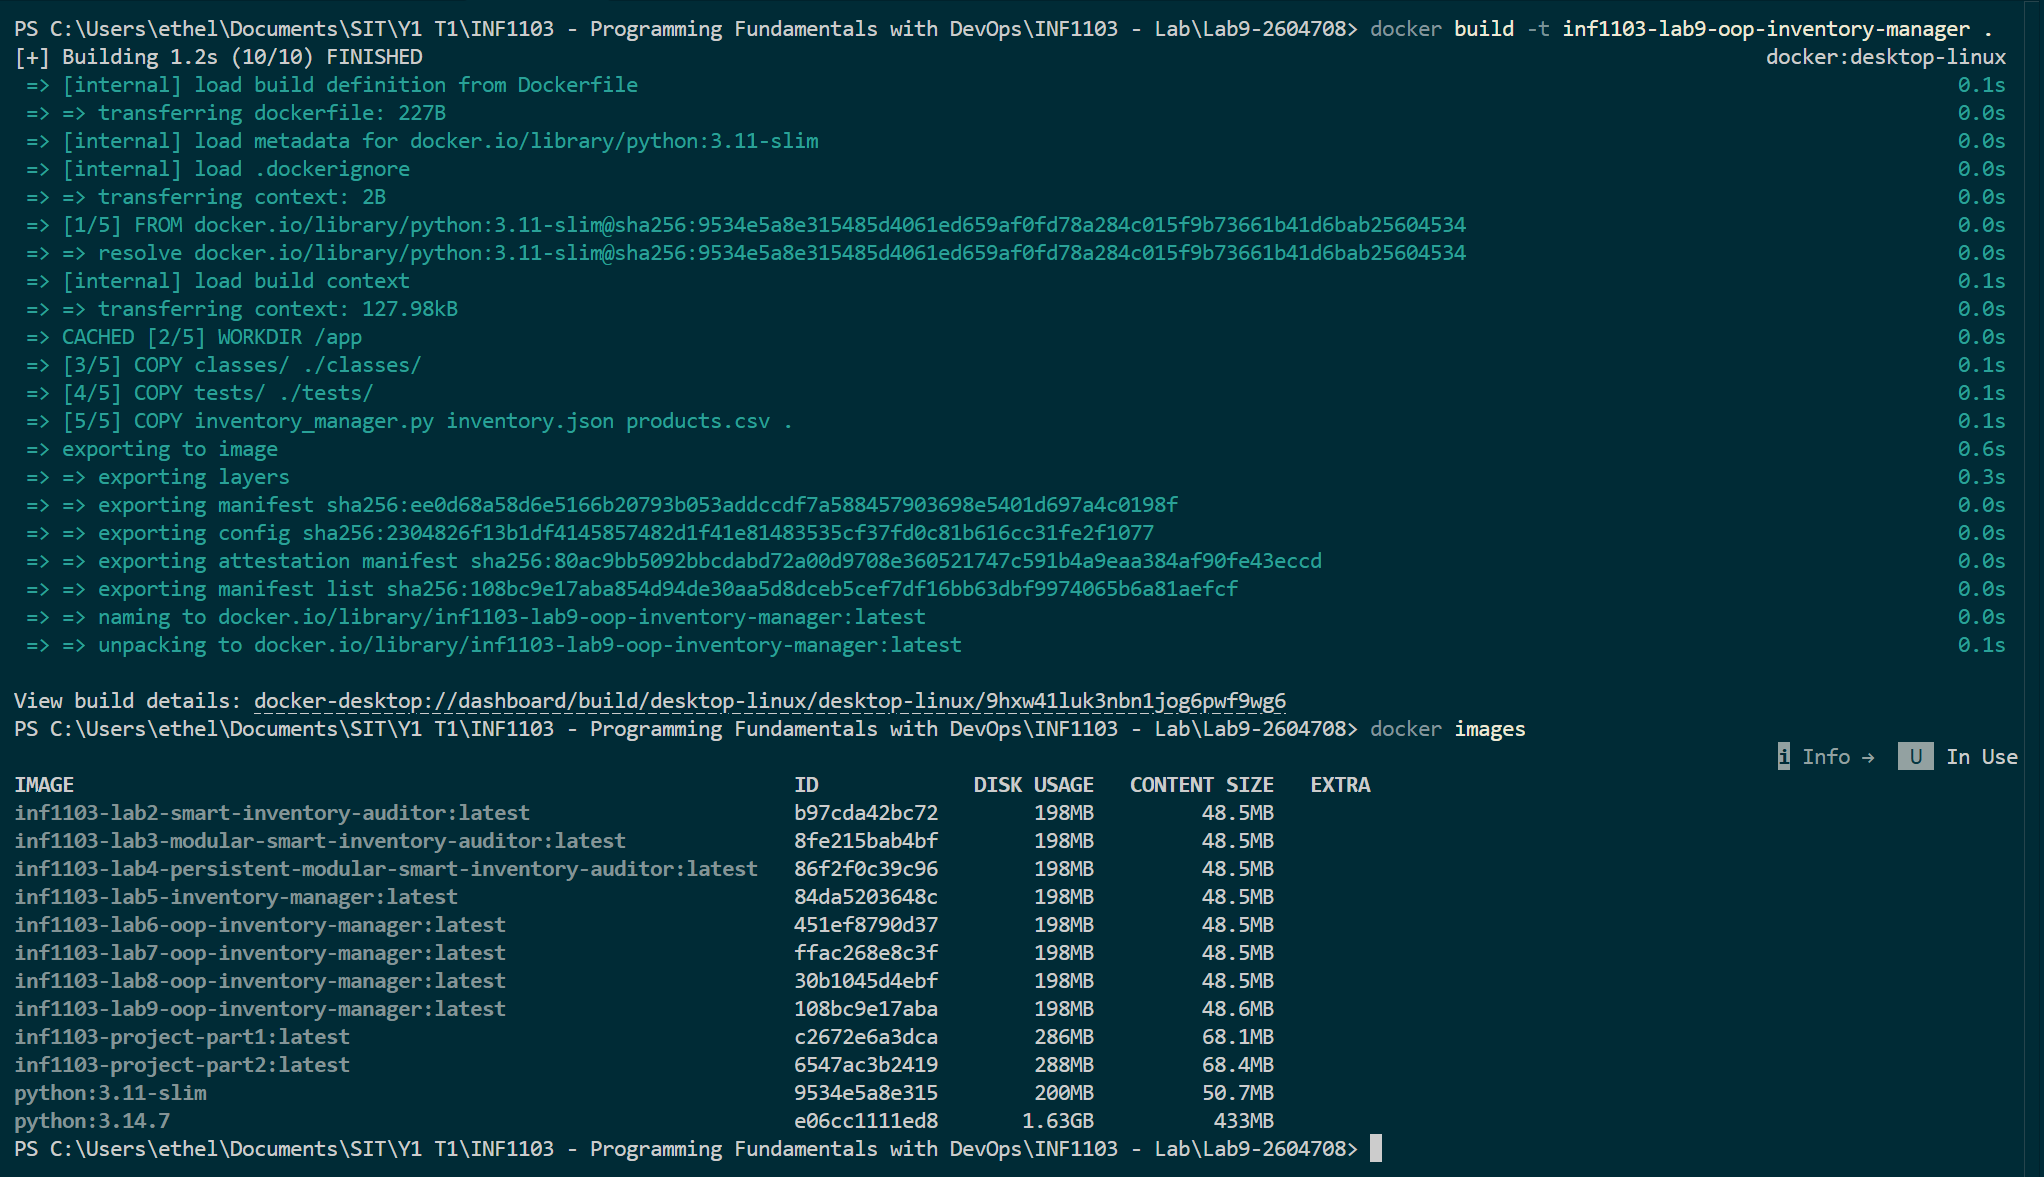 PS C:\Users\ethel\Documents\SIT\Y1 T1\INF1103 - Programming Fundamentals with DevOps\INF1103 - Lab\Lab9-2604708> docker build -t inf1103-lab9-oop-inventory-manager .
[+] Building 1.2s (10/10) FINISHED docker:desktop-linux
=> [internal] load build definition from Dockerfile 0.1s
=> => transferring dockerfile: 227B 0.0s
=> [internal] load metadata for docker.io/library/python:3.11-slim 0.0s
=> [internal] load .dockerignore 0.0s
=> => transferring context: 2B 0.0s
=> [1/5] FROM docker.io/library/python:3.11-slim@sha256:9534e5a8e315485d4061ed659af0fd78a284c015f9b73661b41d6bab25604534 0.0s
=> => resolve docker.io/library/python:3.11-slim@sha256:9534e5a8e315485d4061ed659af0fd78a284c015f9b73661b41d6bab25604534 0.0s
=> [internal] load build context 0.1s
=> => transferring context: 127.98kB 0.0s
=> CACHED [2/5] WORKDIR /app 0.0s
=> [3/5] COPY classes/ ./classes/ 0.1s
=> [4/5] COPY tests/ ./tests/ 0.1s
=> [5/5] COPY inventory_manager.py inventory.json products.csv . 0.1s
=> exporting to image 0.6s
=> => exporting layers 0.3s
=> => exporting manifest sha256:ee0d68a58d6e5166b20793b053addccdf7a588457903698e5401d697a4c0198f 0.0s
=> => exporting config sha256:2304826f13b1df4145857482d1f41e81483535cf37fd0c81b616cc31fe2f1077 0.0s
=> => exporting attestation manifest sha256:80ac9bb5092bbcdabd72a00d9708e360521747c591b4a9eaa384af90fe43eccd 0.0s
=> => exporting manifest list sha256:108bc9e17aba854d94de30aa5d8dceb5cef7df16bb63dbf9974065b6a81aefcf 0.0s
=> => naming to docker.io/library/inf1103-lab9-oop-inventory-manager:latest 0.0s
=> => unpacking to docker.io/library/inf1103-lab9-oop-inventory-manager:latest 0.1s
View build details: docker-desktop://dashboard/build/desktop-linux/desktop-linux/9hxw41luk3nbn1jog6pwf9wg6
PS C:\Users\ethel\Documents\SIT\Y1 T1\INF1103 - Programming Fundamentals with DevOps\INF1103 - Lab\Lab9-2604708> docker images
i Info → U In Use
IMAGE ID DISK USAGE CONTENT SIZE EXTRA
inf1103-lab2-smart-inventory-auditor:latest b97cda42bc72 198MB 48.5MB
inf1103-lab3-modular-smart-inventory-auditor:latest 8fe215bab4bf 198MB 48.5MB
inf1103-lab4-persistent-modular-smart-inventory-auditor:latest 86f2f0c39c96 198MB 48.5MB
inf1103-lab5-inventory-manager:latest 84da5203648c 198MB 48.5MB
inf1103-lab6-oop-inventory-manager:latest 451ef8790d37 198MB 48.5MB
inf1103-lab7-oop-inventory-manager:latest ffac268e8c3f 198MB 48.5MB
inf1103-lab8-oop-inventory-manager:latest 30b1045d4ebf 198MB 48.5MB
inf1103-lab9-oop-inventory-manager:latest 108bc9e17aba 198MB 48.6MB
inf1103-project-part1:latest c2672e6a3dca 286MB 68.1MB
inf1103-project-part2:latest 6547ac3b2419 288MB 68.4MB
python:3.11-slim 9534e5a8e315 200MB 50.7MB
python:3.14.7 e06cc1111ed8 1.63GB 433MB
PS C:\Users\ethel\Documents\SIT\Y1 T1\INF1103 - Programming Fundamentals with DevOps\INF1103 - Lab\Lab9-2604708>